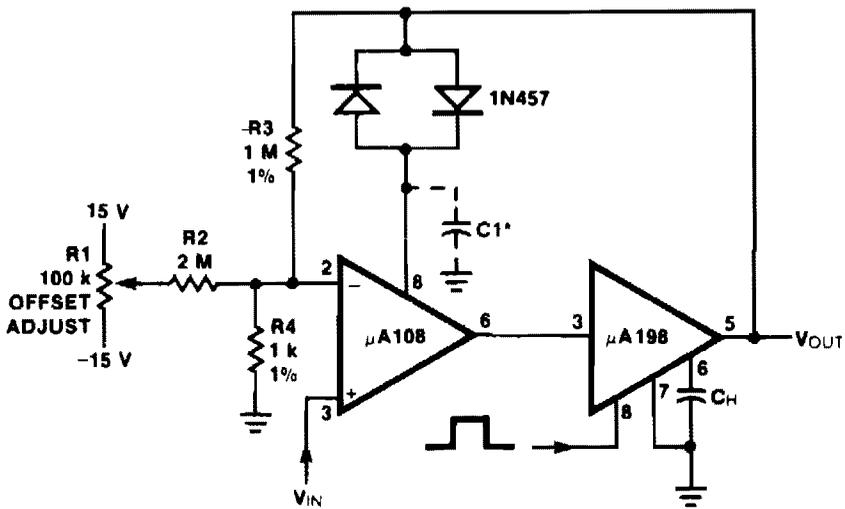 1N457
–R3
1 M
1%
C1*
15 V
R1
100 k
OFFSET
ADJUST
–15 V
R2
2 M
R4
1 k
1%
2
–
8
μA108
6
+
3
VIN
3
μA198
5
VOUT
6
7
8
CH